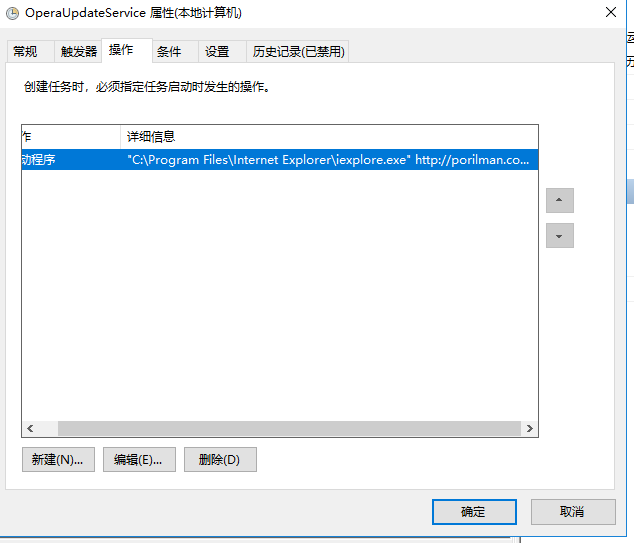 OperaUpdateService 属性(本地计算机)
常规 触发器 操作 条件 设置 历史记录(已禁用)
创建任务时，必须指定任务启动时发生的操作。
作 详细信息
动程序 "C:\Program Files\Internet Explorer\iexplore.exe" http://porilman.co...
新建(N)... 编辑(E)... 删除(D)
确定 取消